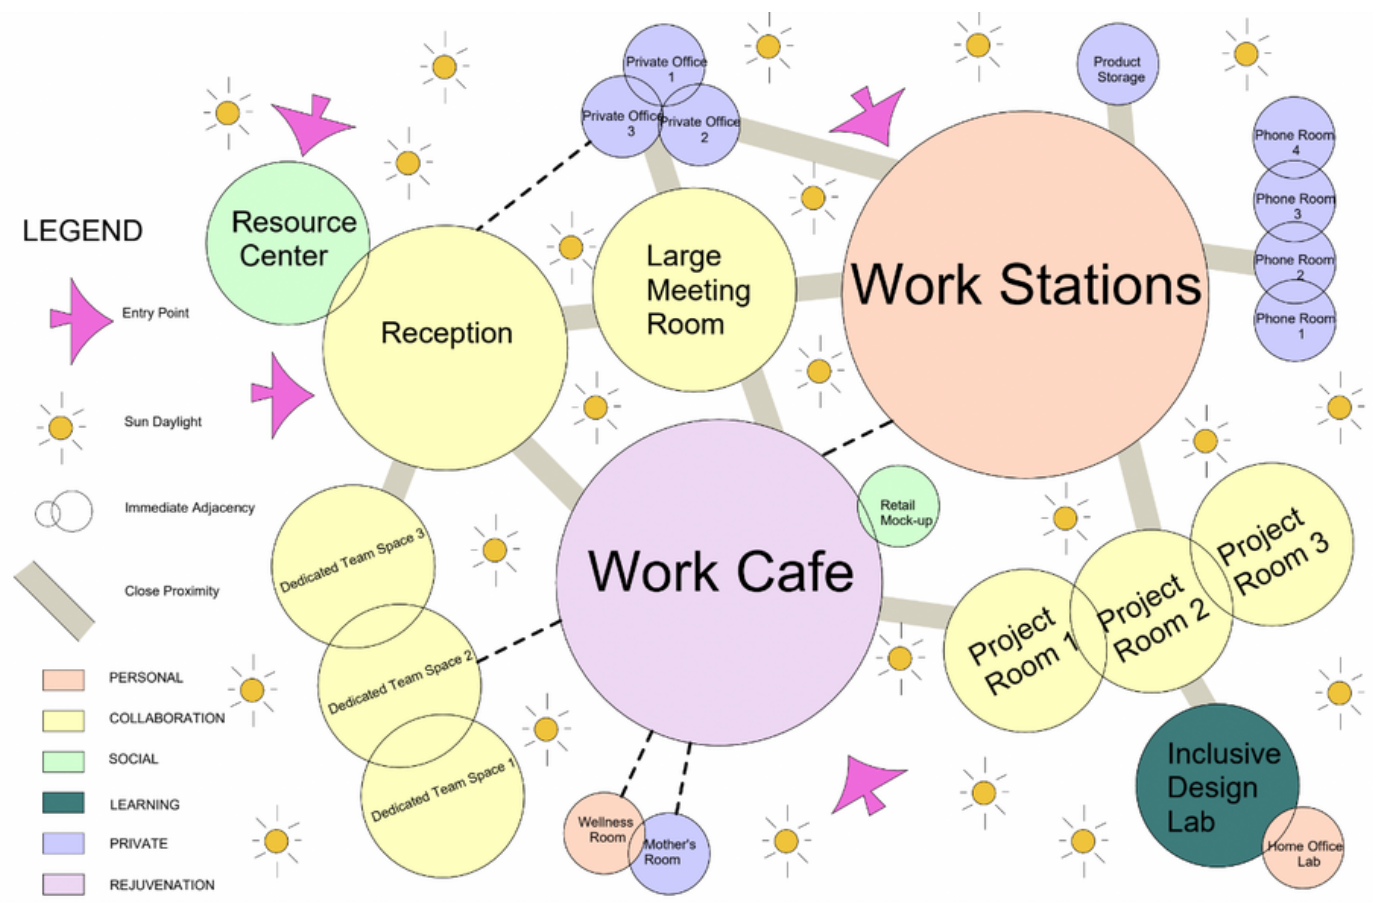 LEGEND
Entry Point
Sun Daylight
Immediate Adjacency
Close Proximity
PERSONAL
COLLABORATION
SOCIAL
LEARNING
PRIVATE
REJUVENATION
Resource
Center
Reception
Private Office
1
Private Office
3
Private Office
2
Large
Meeting
Room
Work Stations
Product
Storage
Phone Room
4
Phone Room
3
Phone Room
2
Phone Room
1
Dedicated Team Space 3
Dedicated Team Space 2
Dedicated Team Space 1
Work Cafe
Retail
Mock-up
Project
Room 1
Project
Room 2
Project
Room 3
Wellness
Room
Mother's
Room
Inclusive
Design
Lab
Home Office
Lab